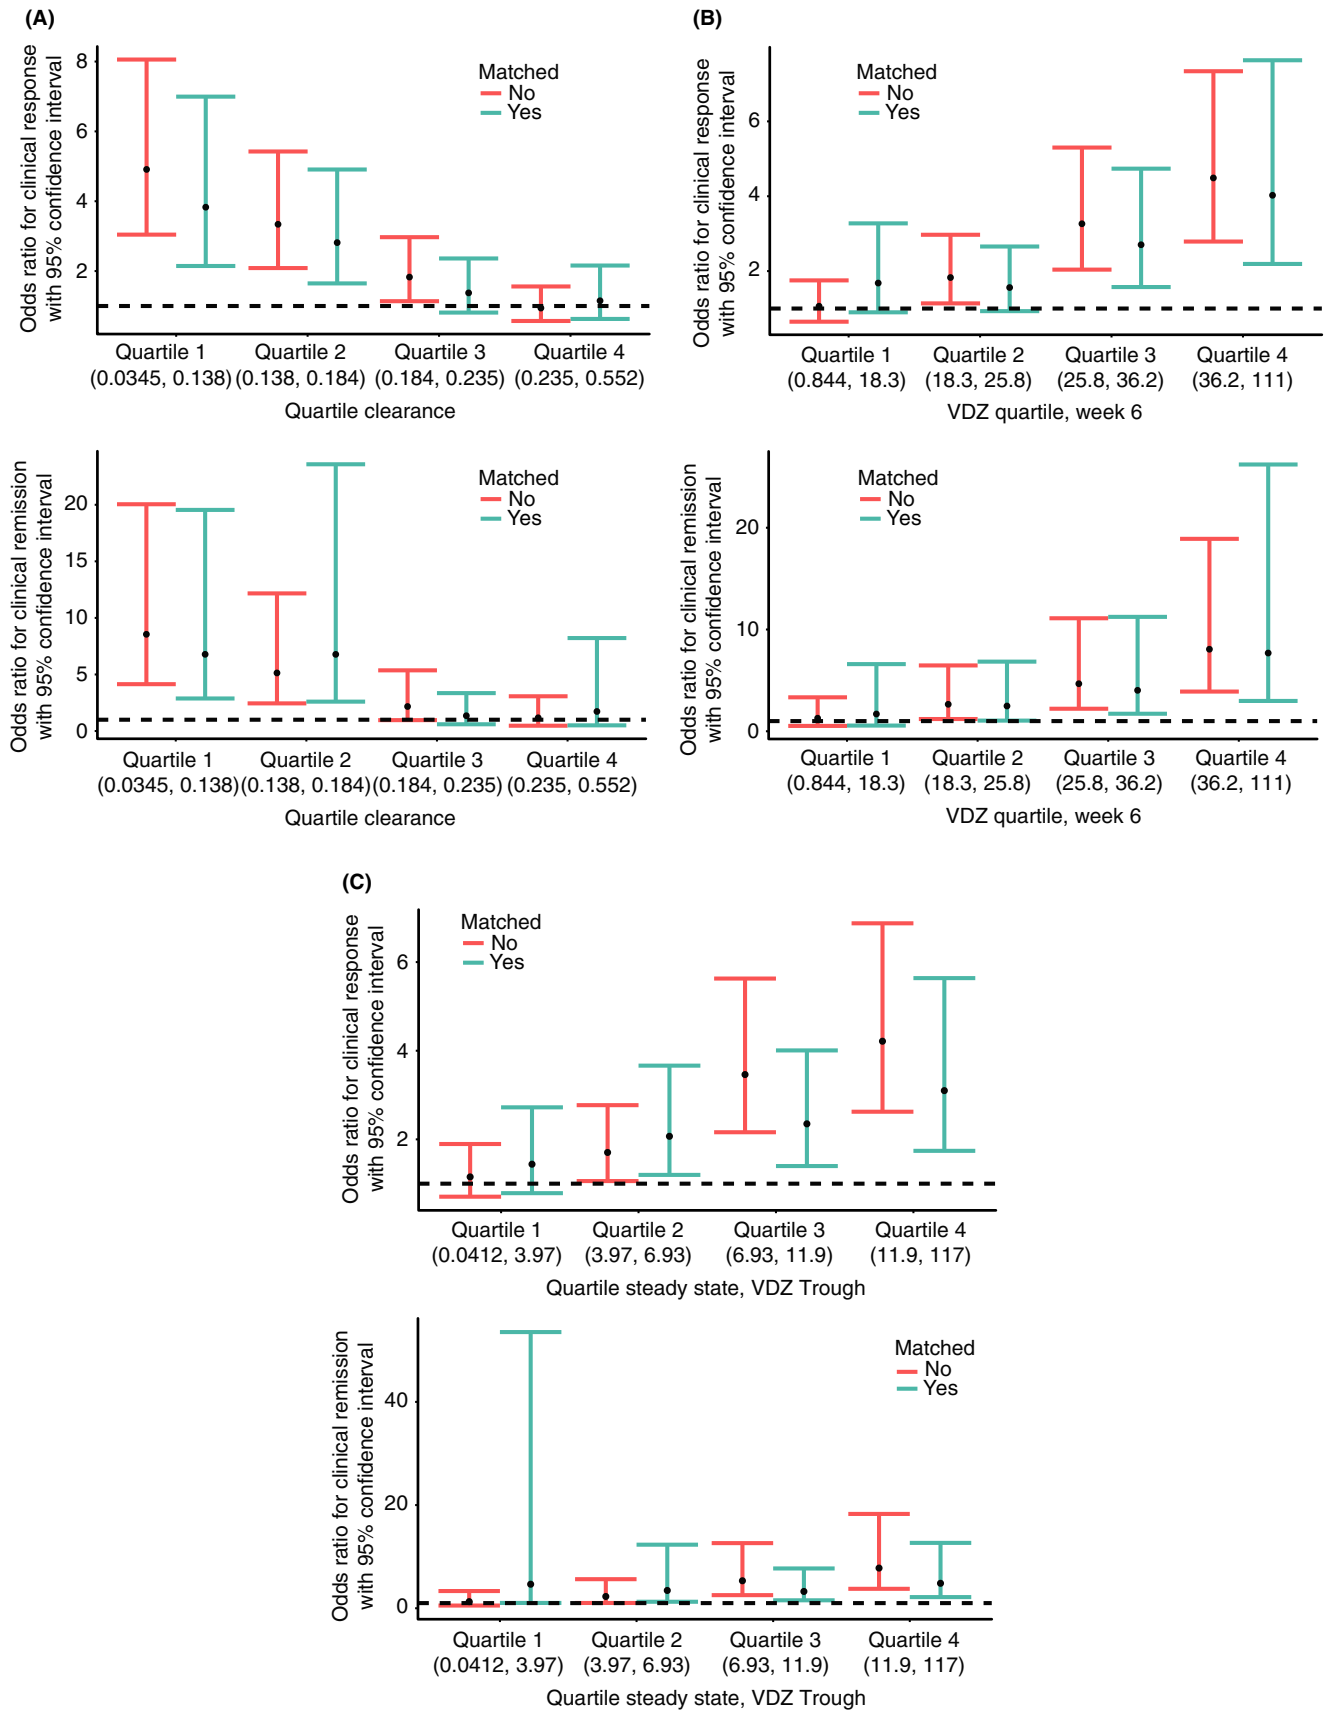 (A)
Odds ratio for clinical response
with 95% confidence interval
8
6
4
2
Matched
No
Yes
Quartile 1 Quartile 2 Quartile 3 Quartile 4
(0.0345, 0.138) (0.138, 0.184) (0.184, 0.235) (0.235, 0.552)
Quartile clearance
(B)
Odds ratio for clinical response
with 95% confidence interval
6
4
2
Matched
No
Yes
Quartile 1 Quartile 2 Quartile 3 Quartile 4
(0.844, 18.3) (18.3, 25.8) (25.8, 36.2) (36.2, 111)
VDZ quartile, week 6
Odds ratio for clinical remission
with 95% confidence interval
20
15
10
5
0
Matched
No
Yes
Quartile 1 Quartile 2 Quartile 3 Quartile 4
(0.0345, 0.138) (0.138, 0.184) (0.184, 0.235) (0.235, 0.552)
Quartile clearance
Odds ratio for clinical remission
with 95% confidence interval
20
10
0
Matched
No
Yes
Quartile 1 Quartile 2 Quartile 3 Quartile 4
(0.844, 18.3) (18.3, 25.8) (25.8, 36.2) (36.2, 111)
VDZ quartile, week 6
(C)
Odds ratio for clinical response
with 95% confidence interval
6
4
2
Matched
No
Yes
Quartile 1 Quartile 2 Quartile 3 Quartile 4
(0.0412, 3.97) (3.97, 6.93) (6.93, 11.9) (11.9, 117)
Quartile steady state, VDZ Trough
Odds ratio for clinical remission
with 95% confidence interval
40
20
0
Matched
No
Yes
Quartile 1 Quartile 2 Quartile 3 Quartile 4
(0.0412, 3.97) (3.97, 6.93) (6.93, 11.9) (11.9, 117)
Quartile steady state, VDZ Trough